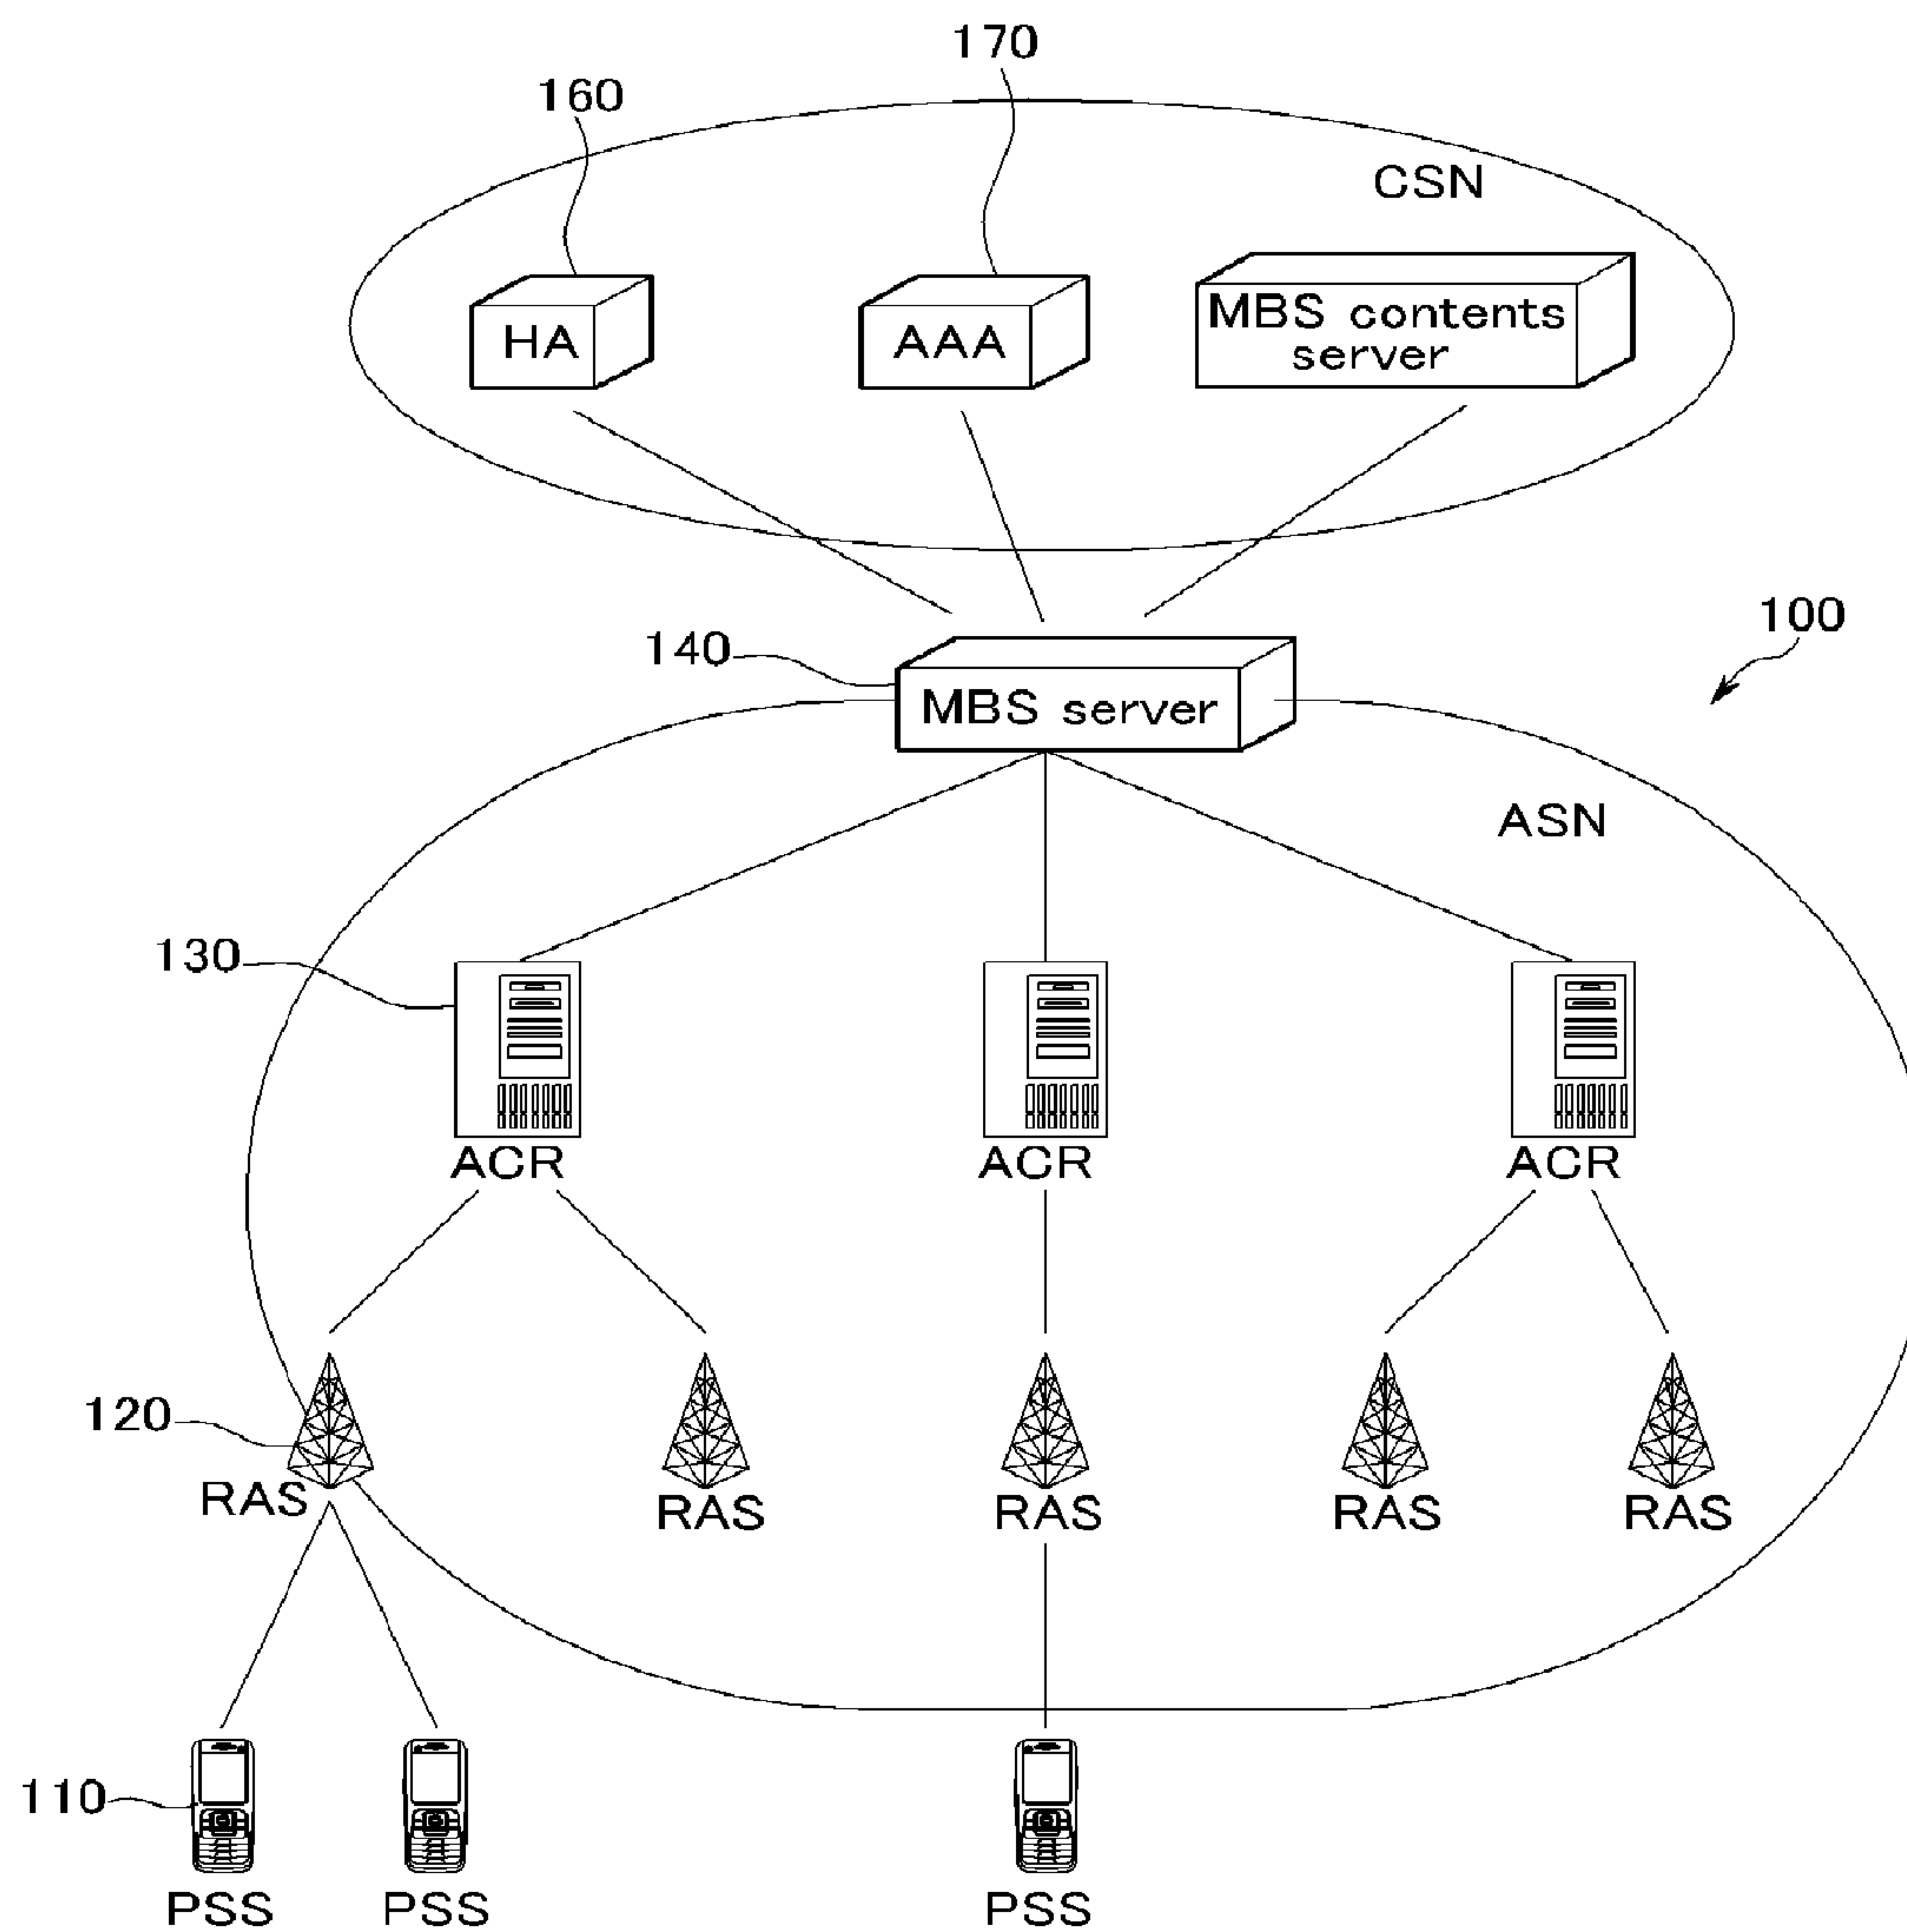 170
160
CSN
HA
AAA
MBS contents
server
100
140
MBS server
ASN
130
ACR
ACR
ACR
120
RAS
RAS
RAS
RAS
RAS
110
PSS
PSS
PSS